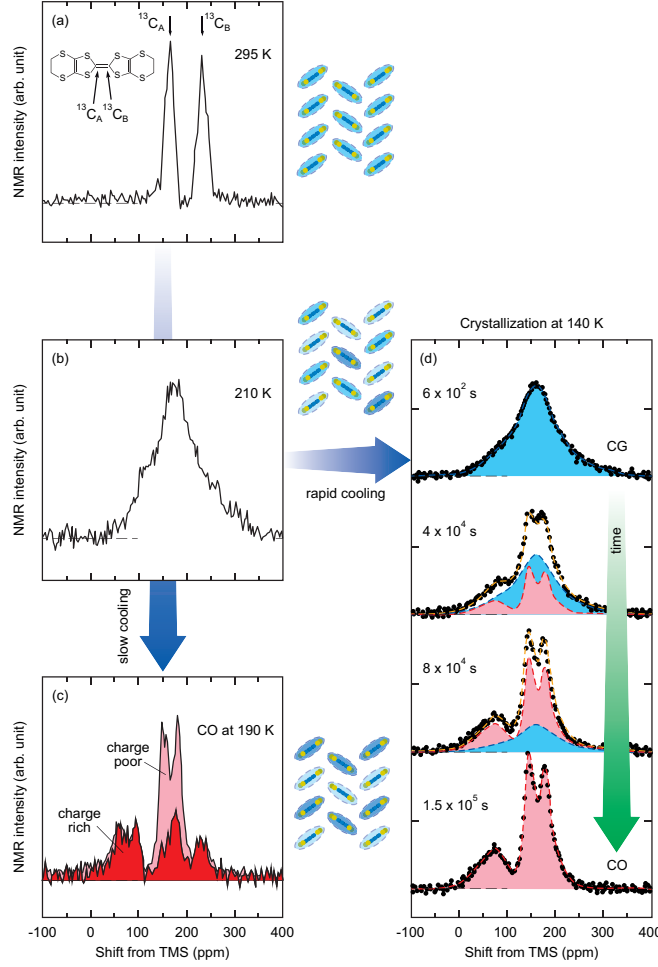 (a)
¹³C_A
¹³C_B
295 K
S
S
S
S
S
S
S
S
¹³C_A ¹³C_B
NMR intensity (arb. unit)
(b)
210 K
NMR intensity (arb. unit)
rapid cooling
slow cooling
(c)
CO at 190 K
charge
poor
charge
rich
NMR intensity (arb. unit)
-100 0 100 200 300 400
Shift from TMS (ppm)
Crystallization at 140 K
(d)
6 x 10² s
CG
time
4 x 10⁴ s
8 x 10⁴ s
1.5 x 10⁵ s
CO
-100 0 100 200 300 400
Shift from TMS (ppm)